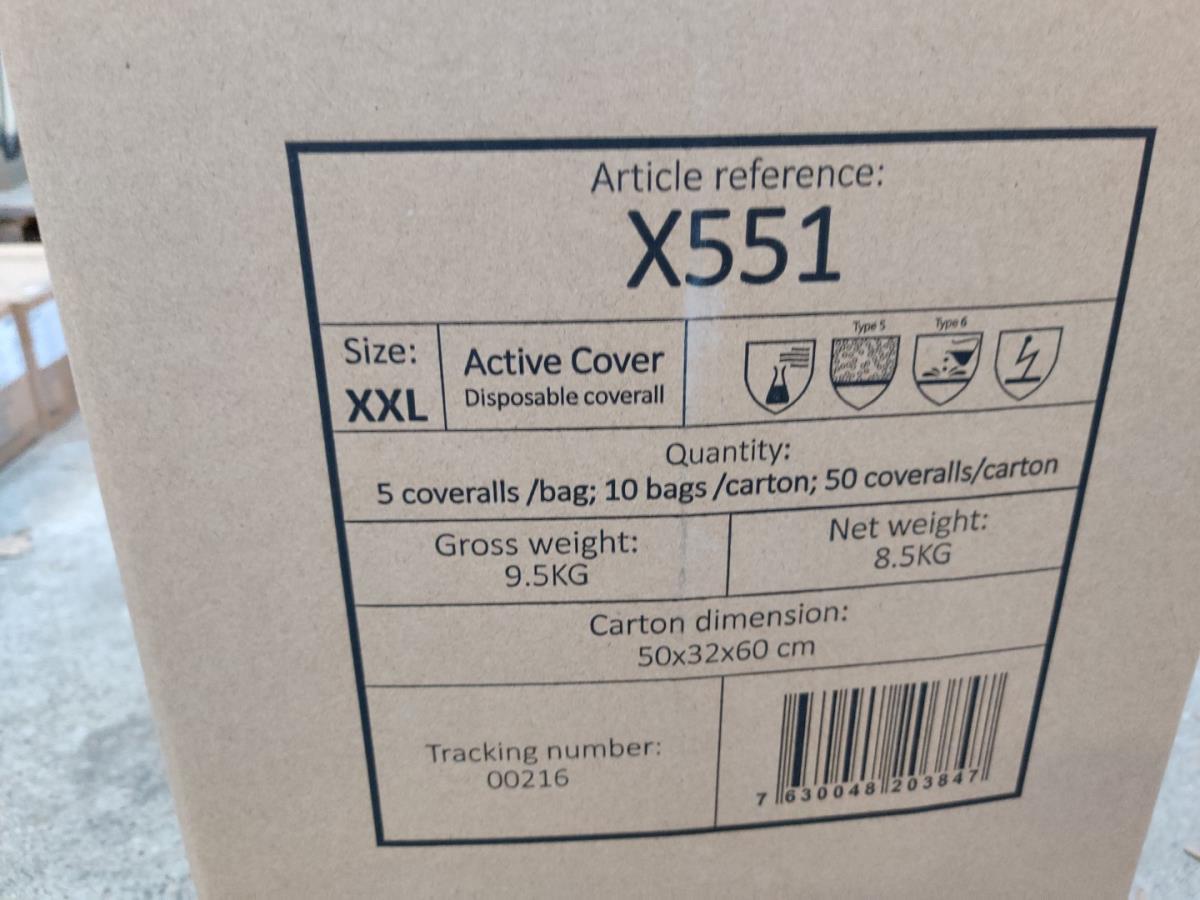 Article reference:
X551
Size:
XXL
Active Cover
Disposable coverall
Type 5
Type 6
Quantity:
5 coveralls /bag; 10 bags /carton; 50 coveralls/carton
Gross weight:
9.5KG
Net weight:
8.5KG
Carton dimension:
50x32x60 cm
Tracking number:
00216
7 630048 203847